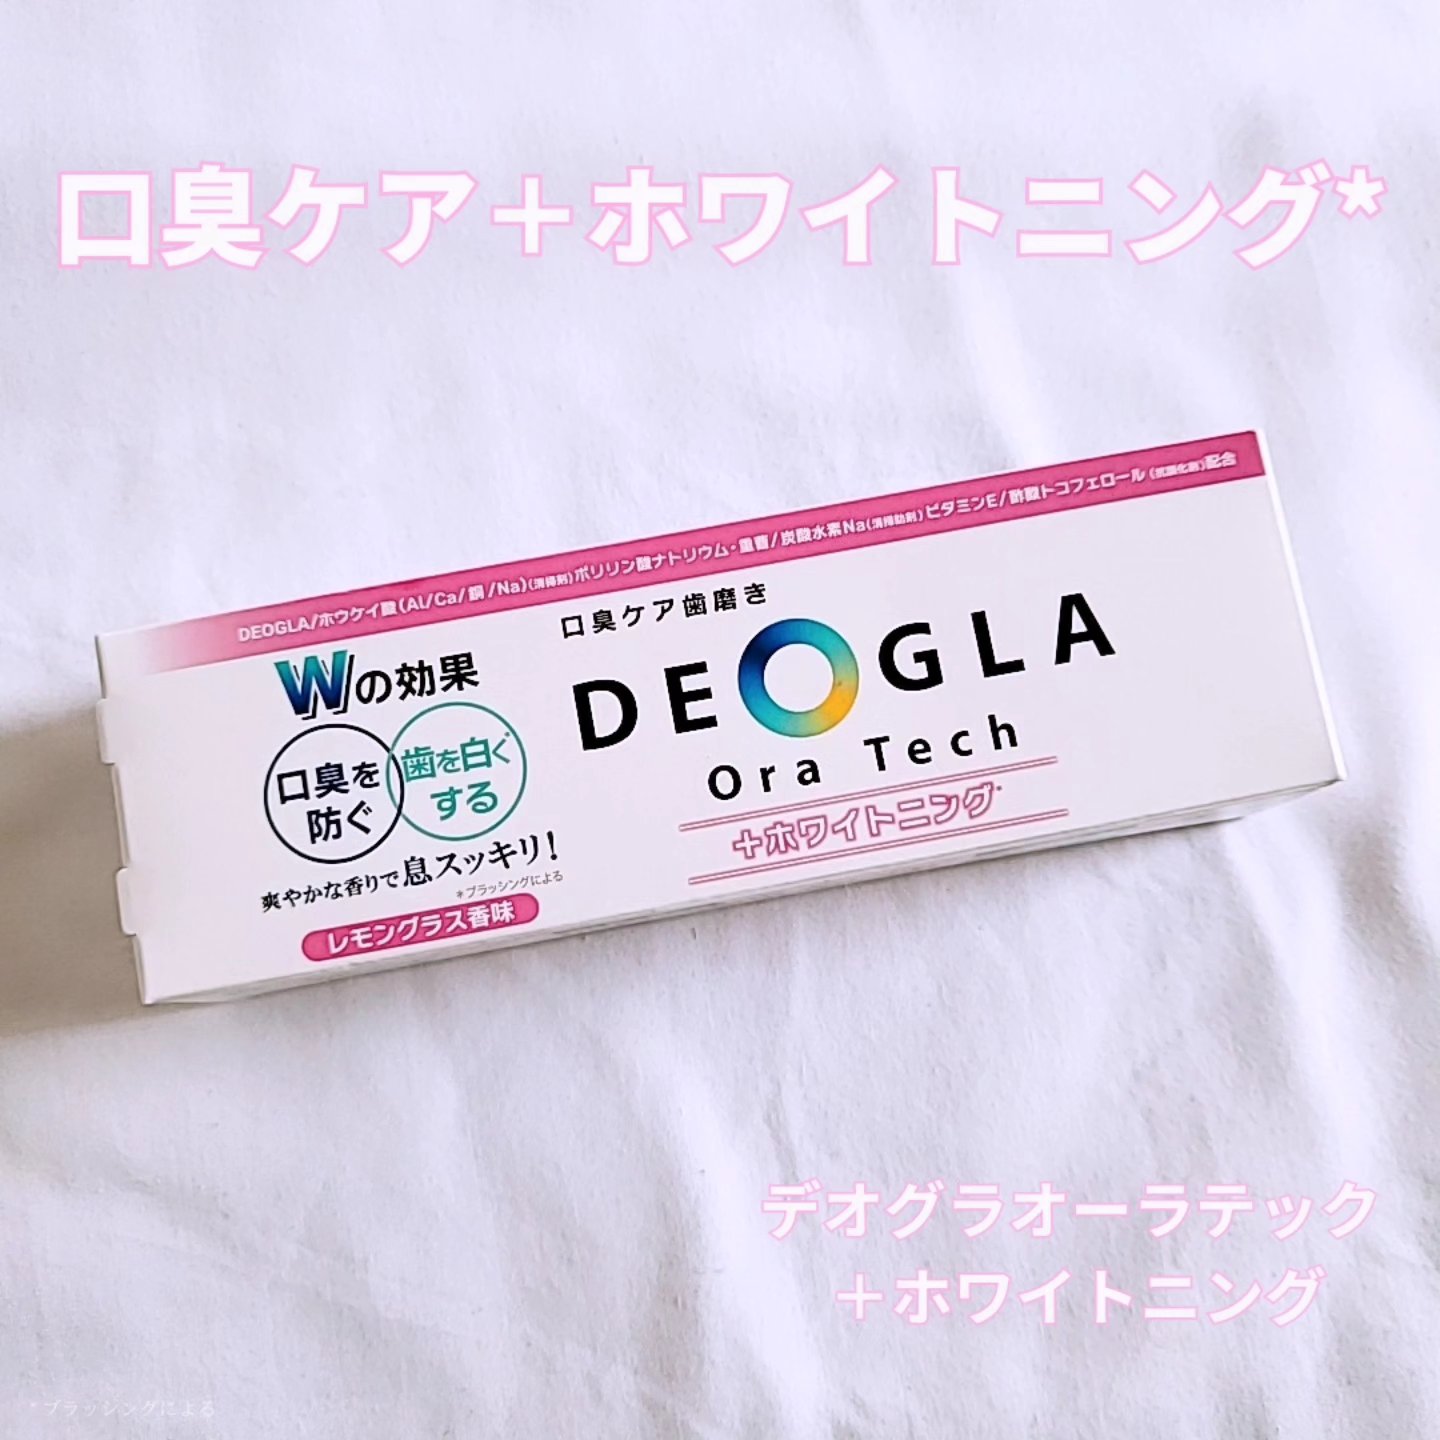 口臭ケア＋ホワイトニング*
DEOGLA/ホウケイ酸(Al/Ca/銅/Na)(清掃剤)ポリリン酸ナトリウム・重曹/炭酸水素Na(清掃助剤)ビタミンE/酢酸トコフェロール(抗酸化剤)配合
Wの効果
口臭を
防ぐ
歯を白く
する
爽やかな香りで息スッキリ!
*ブラッシングによる
レモングラス香味
口臭ケア歯磨き
DEOGLA
Ora Tech
＋ホワイトニング*
デオグラオーラテック
＋ホワイトニング
*ブラッシングによる